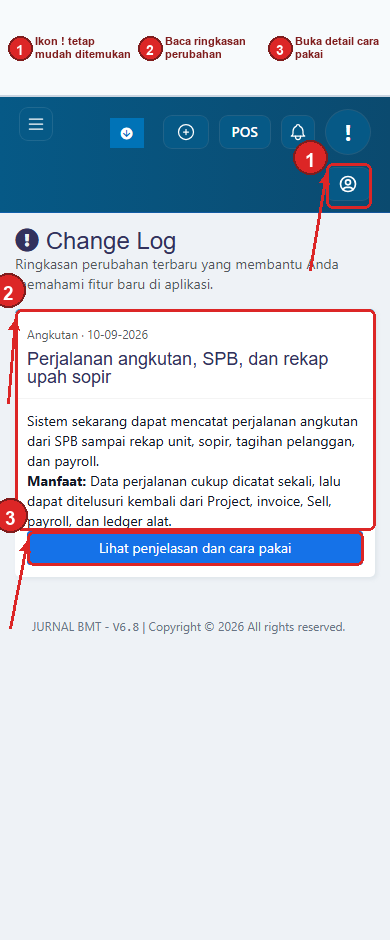 1 Ikon ! tetap
mudah ditemukan
2 Baca ringkasan
perubahan
3 Buka detail cara
pakai
POS
!
1
! Change Log
Ringkasan perubahan terbaru yang membantu Anda
memahami fitur baru di aplikasi.
2
Angkutan · 10-09-2026
Perjalanan angkutan, SPB, dan rekap
upah sopir
Sistem sekarang dapat mencatat perjalanan angkutan
dari SPB sampai rekap unit, sopir, tagihan pelanggan,
dan payroll.
Manfaat: Data perjalanan cukup dicatat sekali, lalu
dapat ditelusuri kembali dari Project, invoice, Sell,
payroll, dan ledger alat.
3
Lihat penjelasan dan cara pakai
JURNAL BMT - V6.8 | Copyright © 2026 All rights reserved.